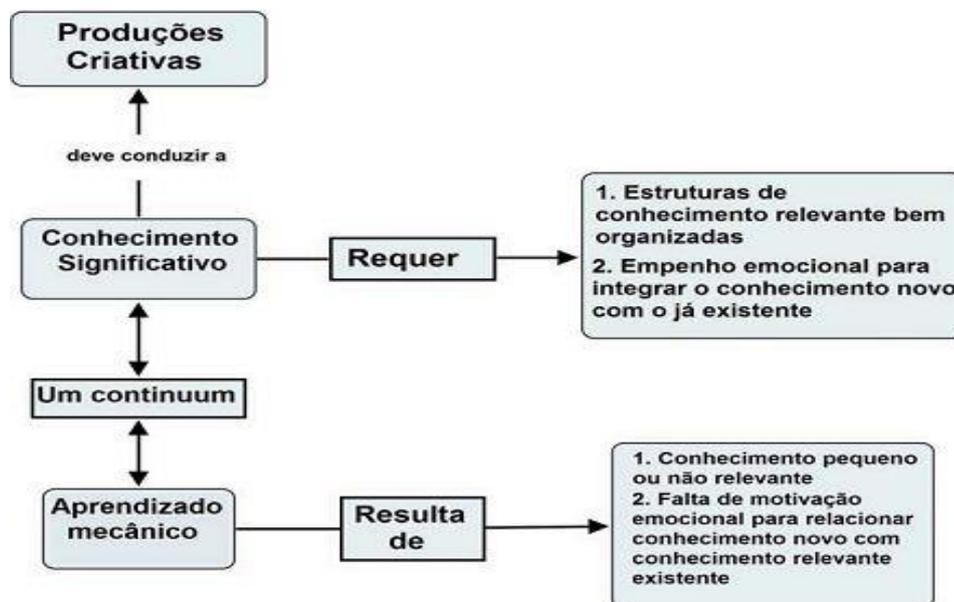 Produções
Criativas
deve conduzir a
Conhecimento
Significativo
Requer
1. Estruturas de
conhecimento relevante bem
organizadas
2. Empenho emocional para
integrar o conhecimento novo
com o já existente
Um continuum
Aprendizado
mecânico
Resulta
de
1. Conhecimento pequeno
ou não relevante
2. Falta de motivação
emocional para relacionar
conhecimento novo com
conhecimento relevante
existente